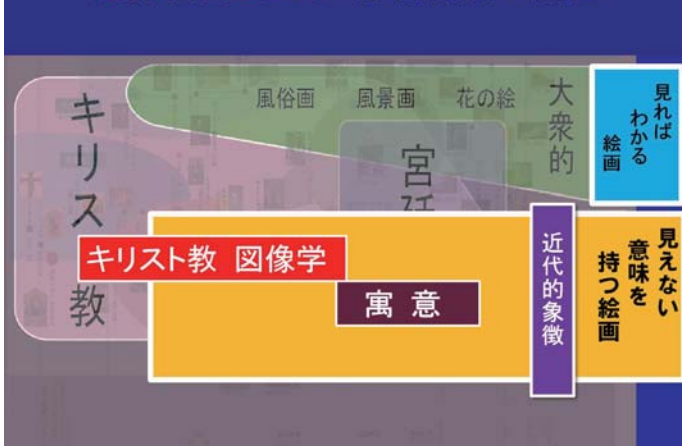 キリスト教
風俗画
風景画
花の絵
大衆的
見れば
わかる
絵画
宮廷
キリスト教 図像学
寓意
近代的象徴
見えない
意味を
持つ絵画